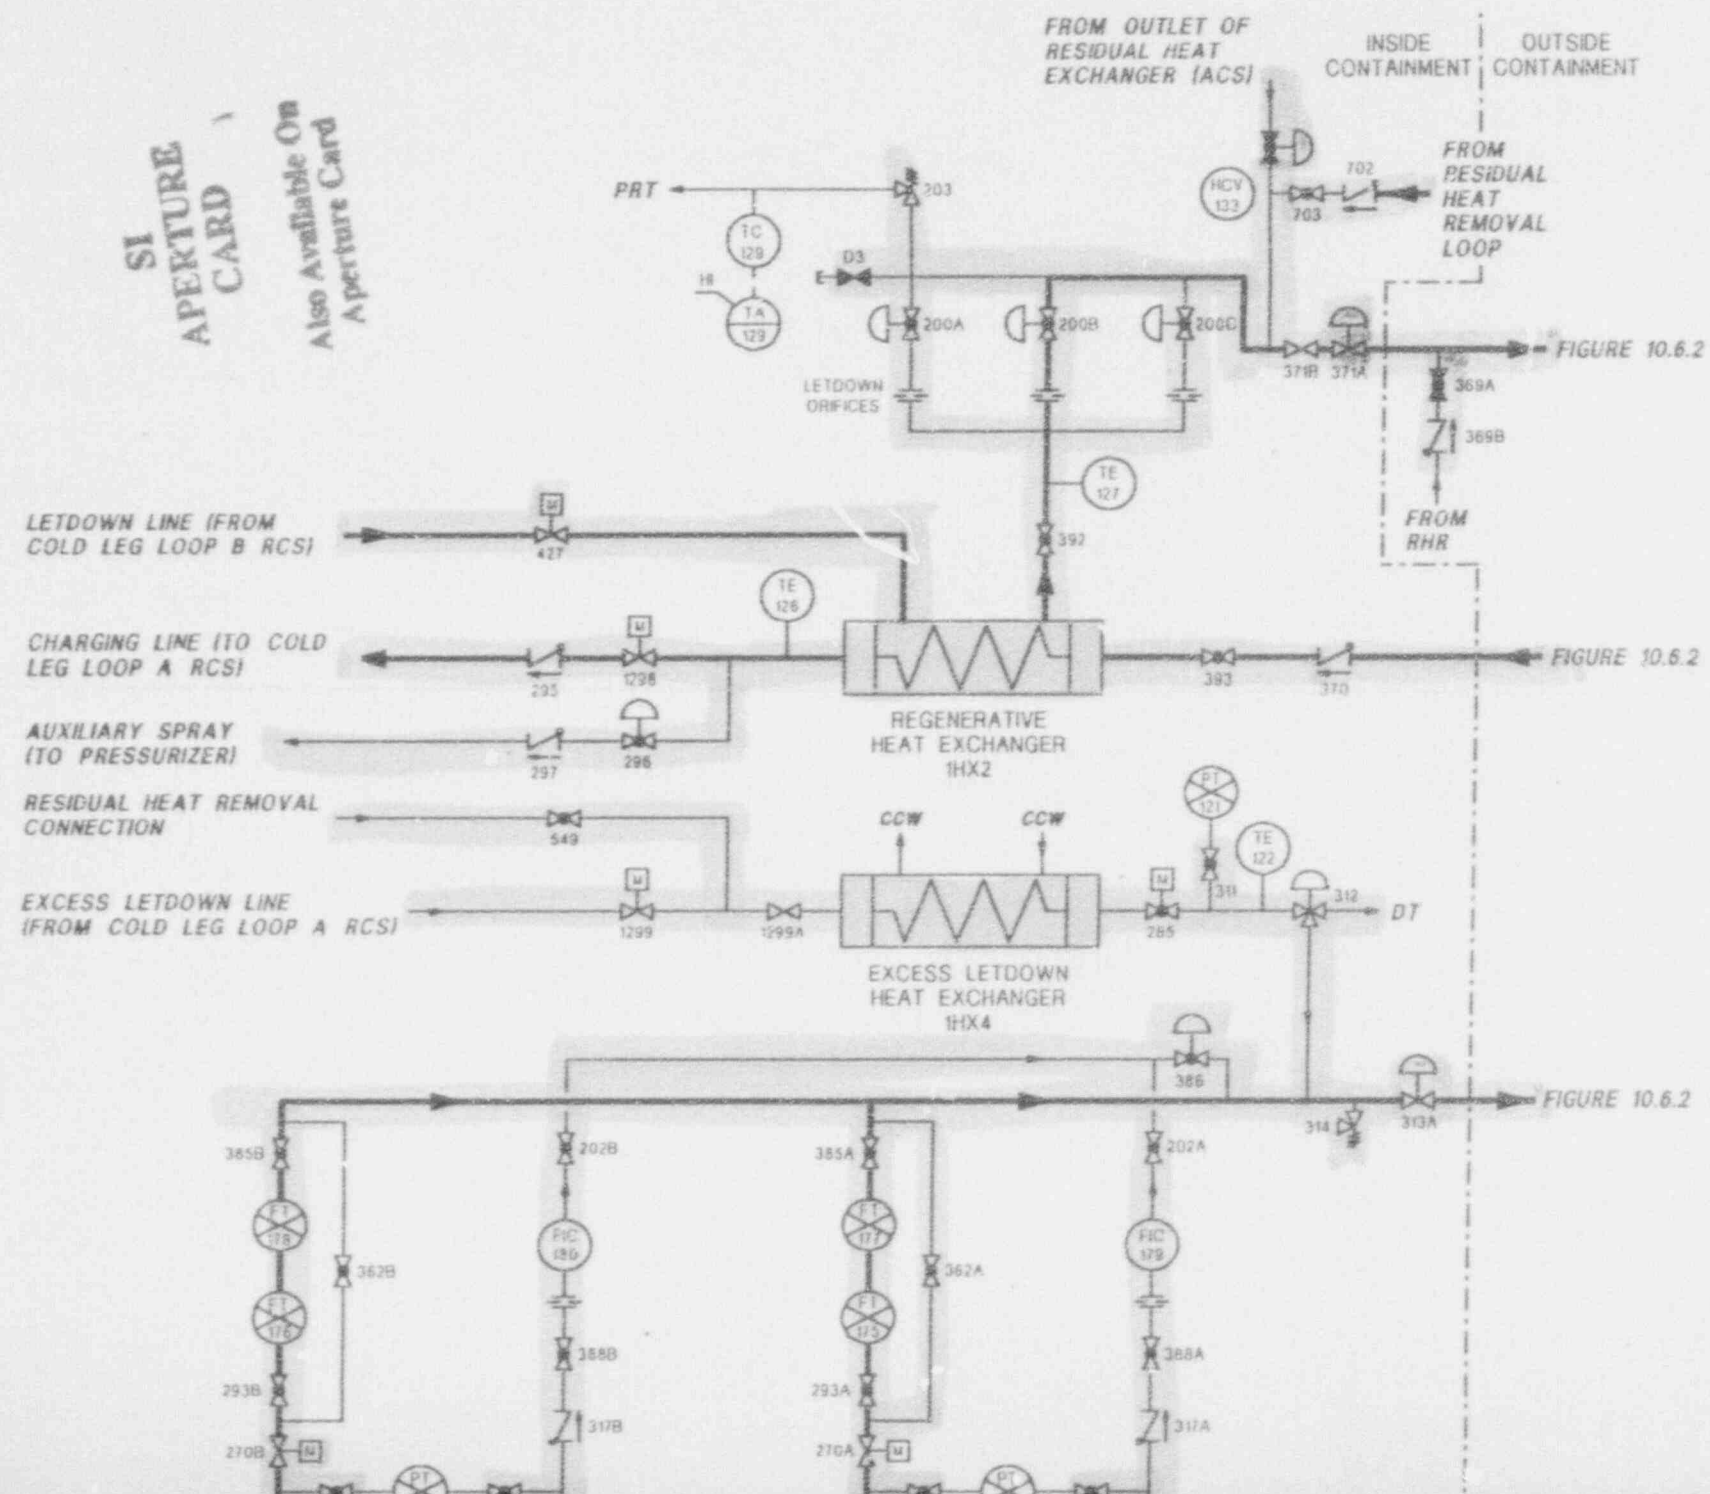 SI
APERTURE
CARD
Also Available On
Aperture Card
FROM OUTLET OF
RESIDUAL HEAT
EXCHANGER (ACS)
INSIDE
CONTAINMENT
OUTSIDE
CONTAINMENT
FROM
RESIDUAL
HEAT
REMOVAL
LOOP
702
703
HCV
133
PRT
203
TC
129
HI
TA
129
D3
200A
200B
200C
LETDOWN
ORIFICES
371B
371A
FIGURE 10.6.2
369A
369B
FROM
RHR
TE
127
392
LETDOWN LINE (FROM
COLD LEG LOOP B RCS)
M
427
TE
126
CHARGING LINE (TO COLD
LEG LOOP A RCS)
295
M
1298
393
370
FIGURE 10.6.2
REGENERATIVE
HEAT EXCHANGER
1HX2
AUXILIARY SPRAY
(TO PRESSURIZER)
297
296
RESIDUAL HEAT REMOVAL
CONNECTION
549
CCW
CCW
PT
121
311
TE
122
312
DT
EXCESS LETDOWN LINE
(FROM COLD LEG LOOP A RCS)
M
1299
1299A
M
285
EXCESS LETDOWN
HEAT EXCHANGER
1HX4
386
314
313A
FIGURE 10.6.2
385B
202B
385A
202A
FT
178
FIC
180
FT
177
FIC
179
362B
362A
FT
176
FT
175
388B
388A
293B
293A
317B
317A
270B
M
270A
M
PT
PT